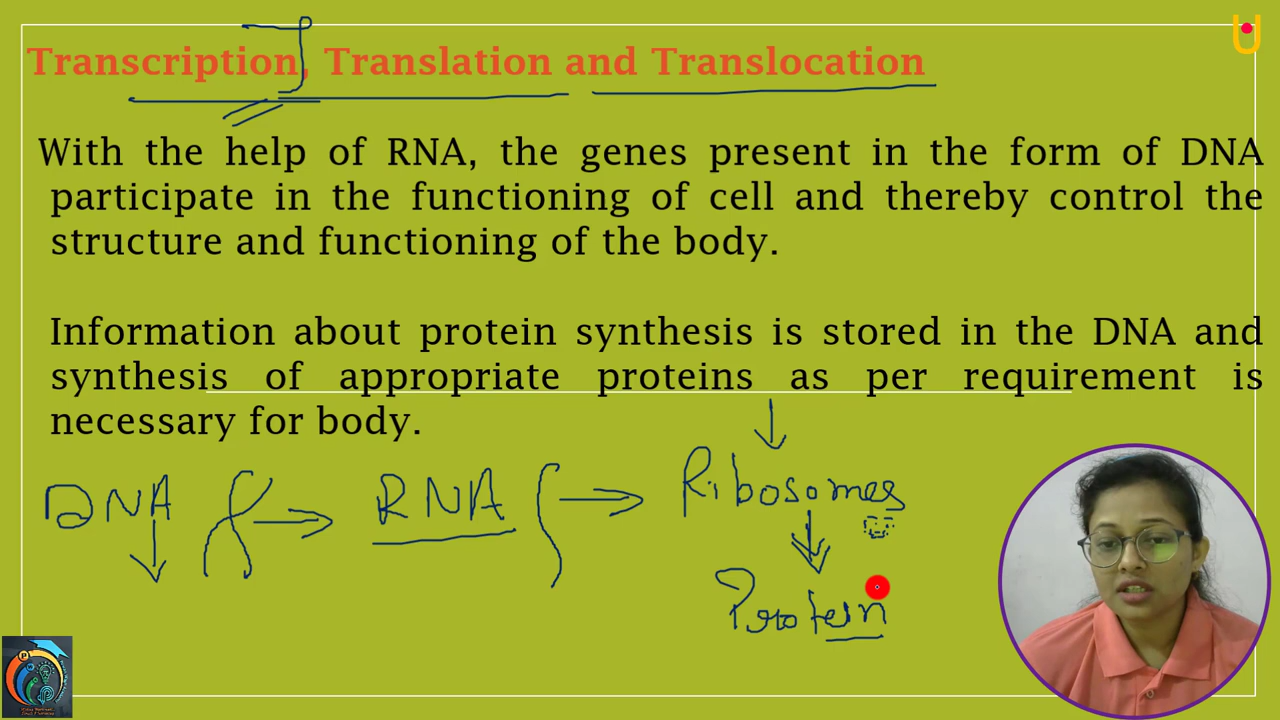 Transcription, Translation and Translocation
With the help of RNA, the genes present in the form of DNA
participate in the functioning of cell and thereby control the
structure and functioning of the body.
Information about protein synthesis is stored in the DNA and
synthesis of appropriate proteins as per requirement is
necessary for body.
DNA → RNA → Ribosomes
Protein